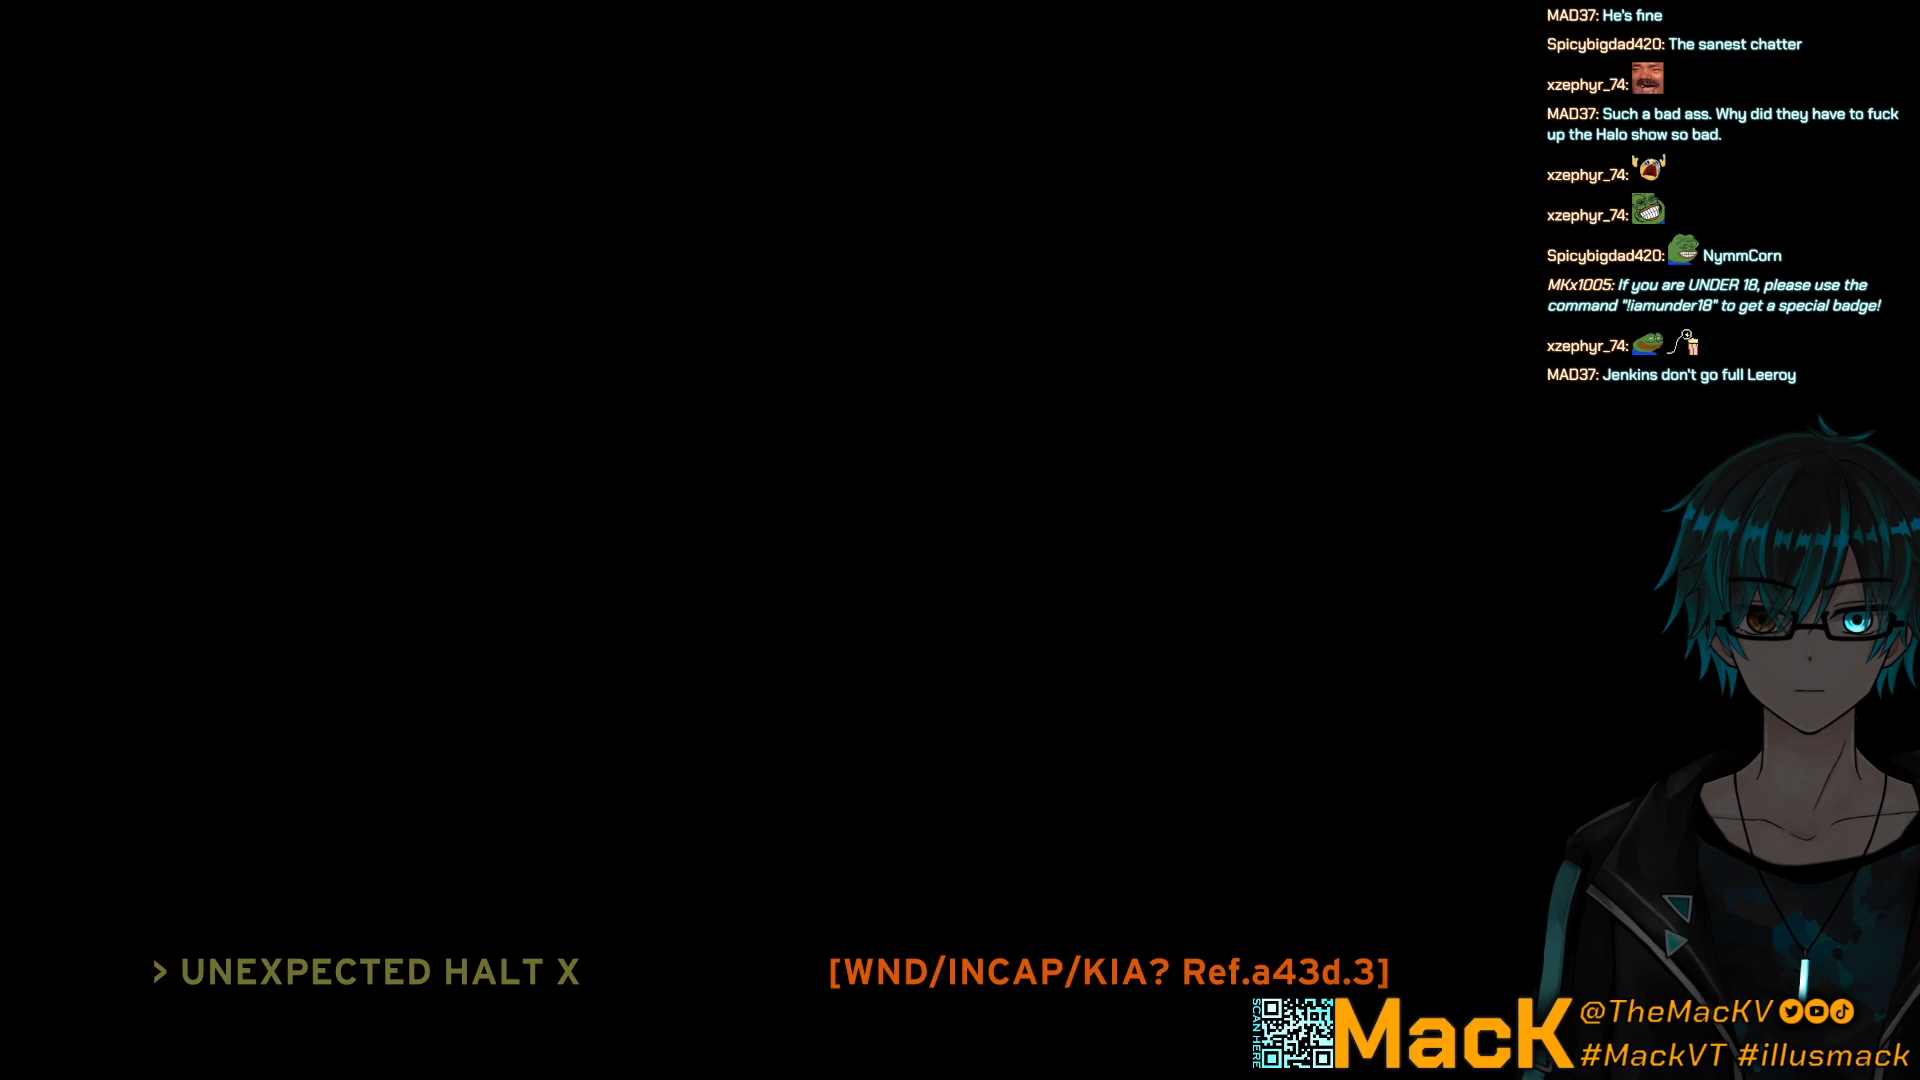 MAD37: He's fine
Spicybigdad420: The sanest chatter
xzephyr_74:
MAD37: Such a bad ass. Why did they have to fuck
up the Halo show so bad.
xzephyr_74:
xzephyr_74:
Spicybigdad420: NymmCorn
MKx1005: If you are UNDER 18, please use the
command "!iamunder18" to get a special badge!
xzephyr_74:
MAD37: Jenkins don't go full Leeroy
> UNEXPECTED HALT X
[WND/INCAP/KIA? Ref.a43d.3]
SCAN HERE
MacK
@TheMacKV
#MackVT #illusmack